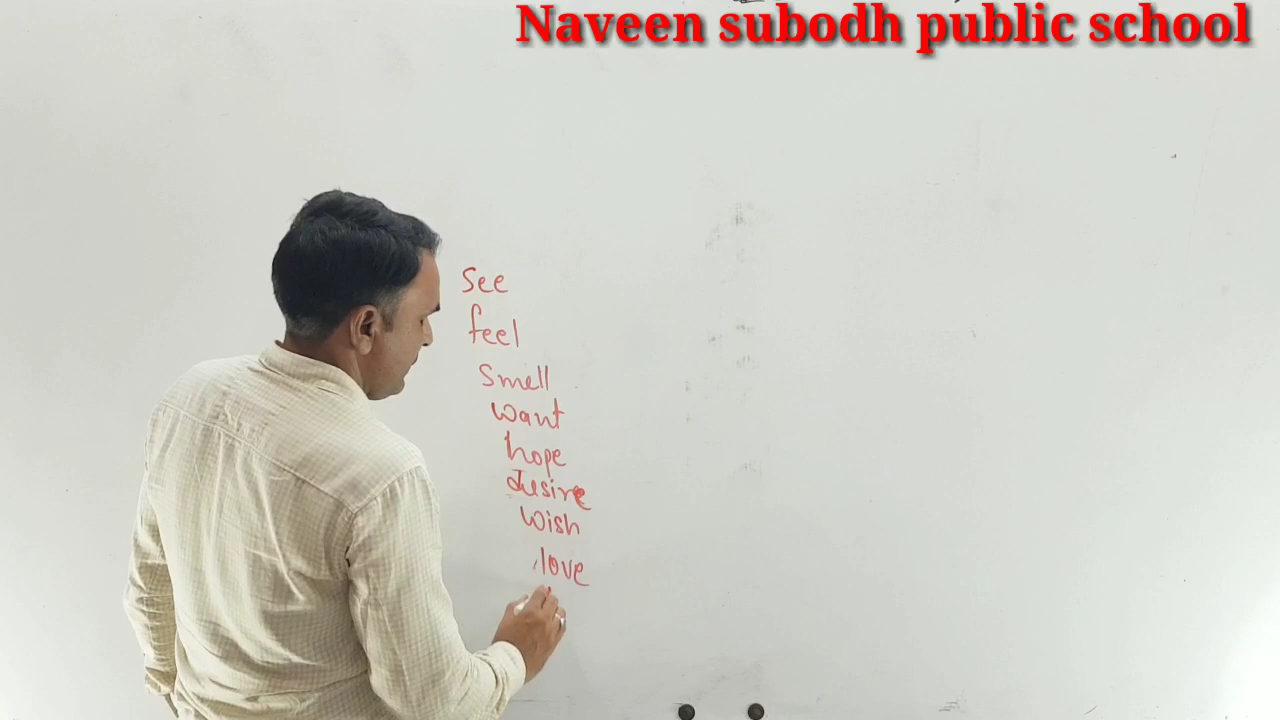 Naveen subodh public school
See
feel
Smell
want
hope
desire
Wish
love